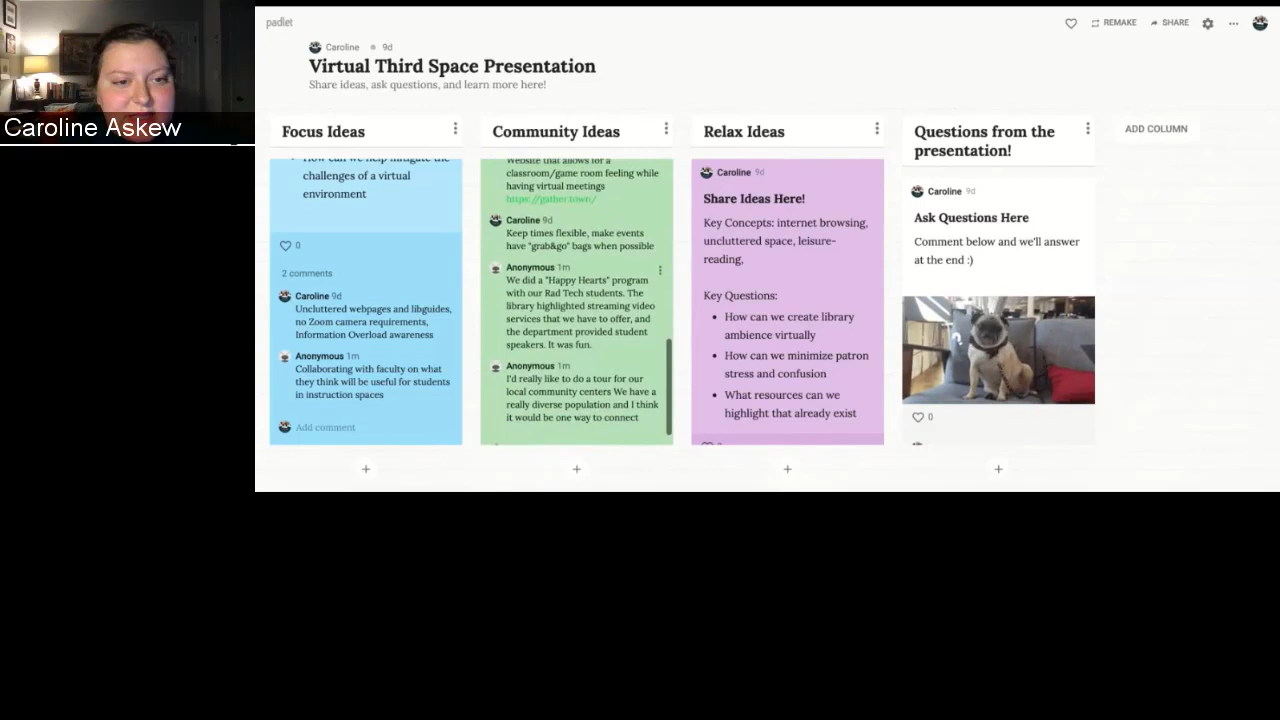 padlet
REMAKE
SHARE
Caroline 9d
Virtual Third Space Presentation
Share ideas, ask questions, and learn more here!
Caroline Askew
Focus Ideas
How can we help mitigate the
challenges of a virtual
environment
0
2 comments
Caroline 9d
Uncluttered webpages and libguides,
no Zoom camera requirements,
Information Overload awareness
Anonymous 1m
Collaborating with faculty on what
they think will be useful for students
in instruction spaces
Add comment
Community Ideas
Website that allows for a
classroom/game room feeling while
having virtual meetings
https://gather.town/
Caroline 9d
Keep times flexible, make events
have "grab&go" bags when possible
Anonymous 1m
We did a "Happy Hearts" program
with our Rad Tech students. The
library highlighted streaming video
services that we have to offer, and
the department provided student
speakers. It was fun.
Anonymous 1m
I'd really like to do a tour for our
local community centers We have a
really diverse population and I think
it would be one way to connect
Relax Ideas
Caroline 9d
Share Ideas Here!
Key Concepts: internet browsing,
uncluttered space, leisure-
reading,
Key Questions:
How can we create library
ambience virtually
How can we minimize patron
stress and confusion
What resources can we
highlight that already exist
Questions from the
presentation!
Caroline 9d
Ask Questions Here
Comment below and we'll answer
at the end :)
0
ADD COLUMN